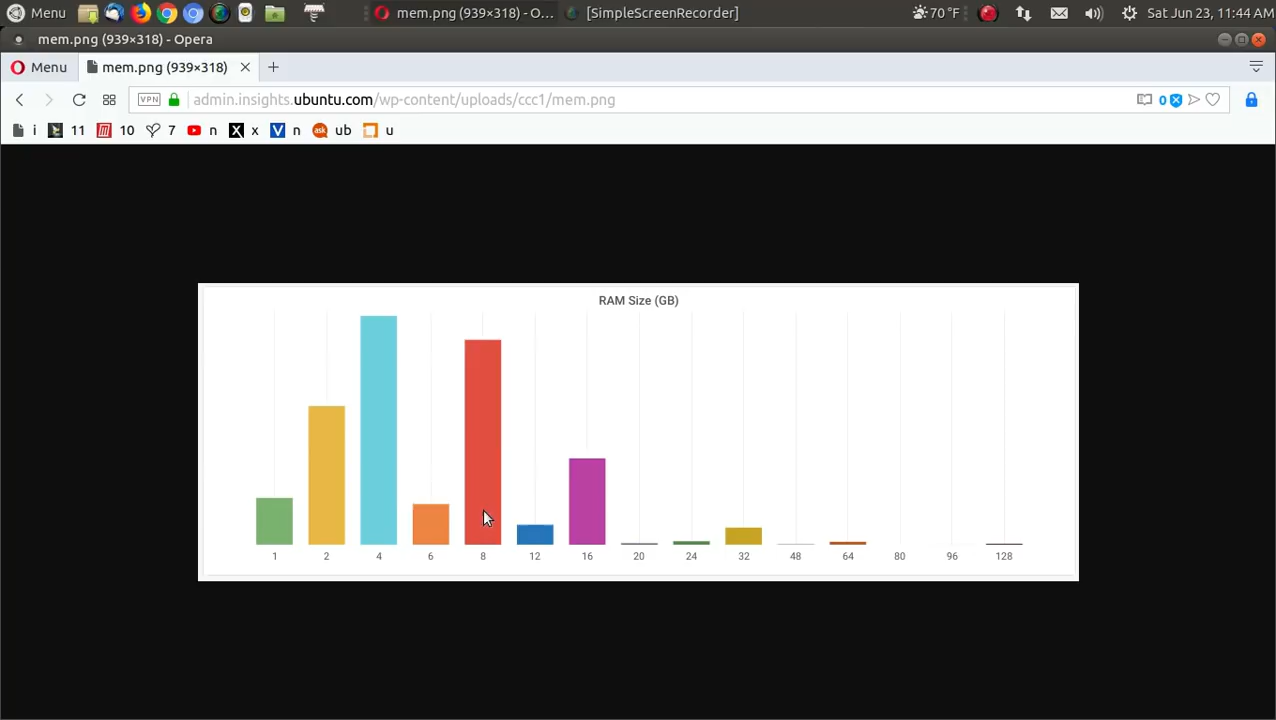 Menu mem.png (939×318) - O... [SimpleScreenRecorder] 70 °F Sat Jun 23, 11:44 AM
mem.png (939×318) - Opera
Menu mem.png (939×318)
VPN admin.insights.ubuntu.com/wp-content/uploads/ccc1/mem.png 0
i 11 10 7 n X x V n ask ub u
RAM Size (GB)
1 2 4 6 8 12 16 20 24 32 48 64 80 96 128